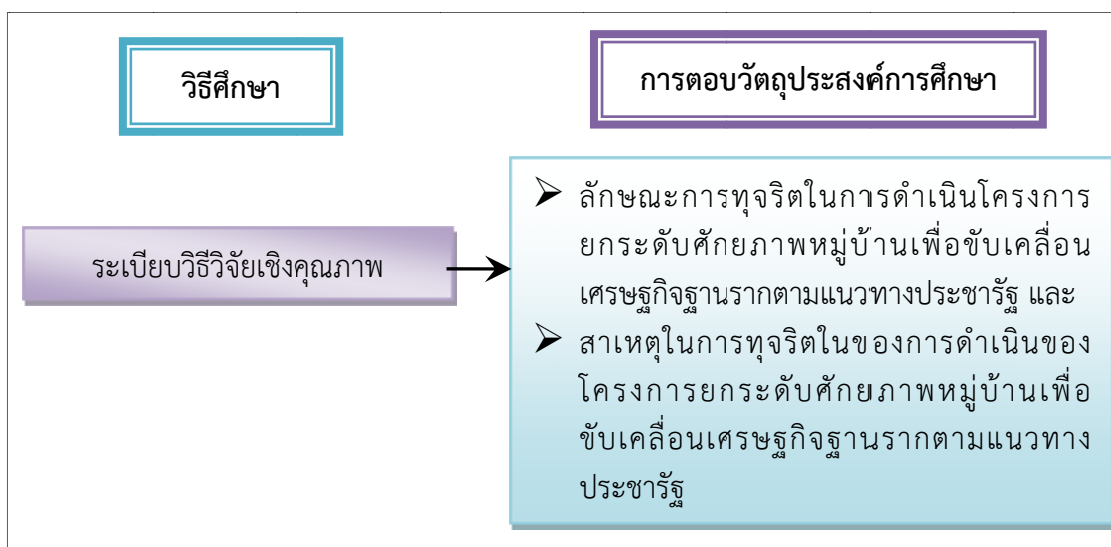 วิธีศึกษา
การตอบวัตถุประสงค์การศึกษา
ระเบียบวิธีวิจัยเชิงคุณภาพ
➢ ลักษณะการทุจริตในการดำเนินโครงการ
ยกระดับศักยภาพหมู่บ้านเพื่อขับเคลื่อน
เศรษฐกิจฐานรากตามแนวทางประชารัฐ และ
➢ สาเหตุในการทุจริตในของการดำเนินของ
โครงการยกระดับศักยภาพหมู่บ้านเพื่อ
ขับเคลื่อนเศรษฐกิจฐานรากตามแนวทาง
ประชารัฐ